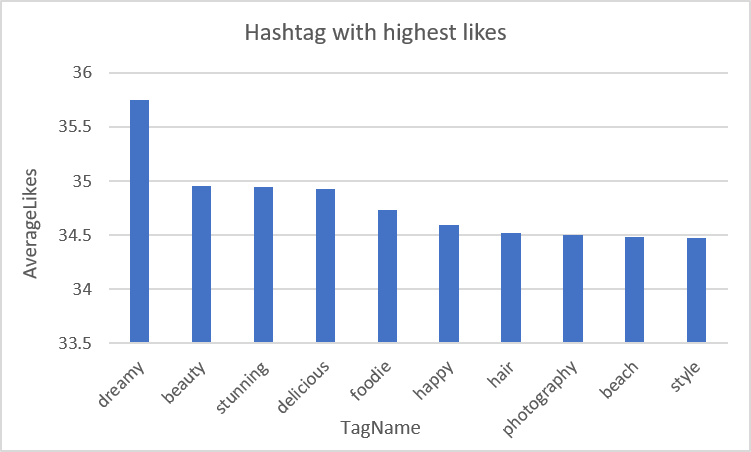 Hashtag with highest likes
AverageLikes
36
35.5
35
34.5
34
33.5
dreamy
beauty
stunning
delicious
foodie
happy
hair
photography
beach
style
TagName